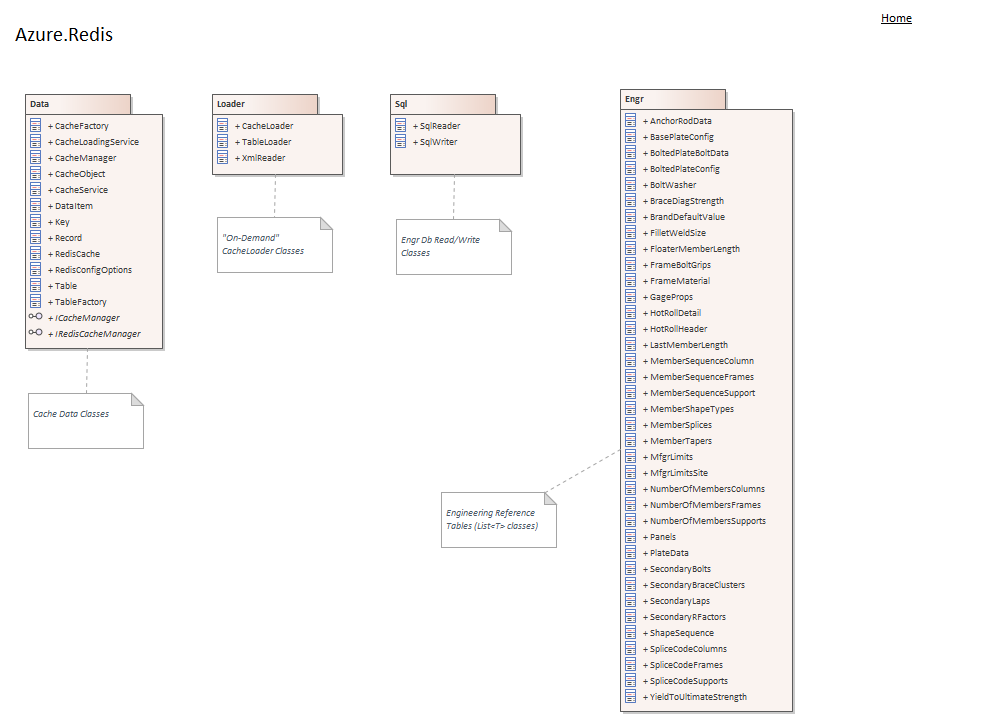 Home
Azure.Redis
Data
+ CacheFactory
+ CacheLoadingService
+ CacheManager
+ CacheObject
+ CacheService
+ DataItem
+ Key
+ Record
+ RedisCache
+ RedisConfigOptions
+ Table
+ TableFactory
+ ICacheManager
+ IRedisCacheManager
Cache Data Classes
Loader
+ CacheLoader
+ TableLoader
+ XmlReader
"On-Demand"
CacheLoader Classes
Sql
+ SqlReader
+ SqlWriter
Engr Db Read/Write
Classes
Engr
+ AnchorRodData
+ BasePlateConfig
+ BoltedPlateBoltData
+ BoltedPlateConfig
+ BoltWasher
+ BraceDiagStrength
+ BrandDefaultValue
+ FilletWeldSize
+ FloaterMemberLength
+ FrameBoltGrips
+ FrameMaterial
+ GageProps
+ HotRollDetail
+ HotRollHeader
+ LastMemberLength
+ MemberSequenceColumn
+ MemberSequenceFrames
+ MemberSequenceSupport
+ MemberShapeTypes
+ MemberSplices
+ MemberTapers
+ MfgrLimits
+ MfgrLimitsSite
+ NumberOfMembersColumns
+ NumberOfMembersFrames
+ NumberOfMembersSupports
+ Panels
+ PlateData
+ SecondaryBolts
+ SecondaryBraceClusters
+ SecondaryLaps
+ SecondaryRFactors
+ ShapeSequence
+ SpliceCodeColumns
+ SpliceCodeFrames
+ SpliceCodeSupports
+ YieldToUltimateStrength
Engineering Reference
Tables (List<T> classes)